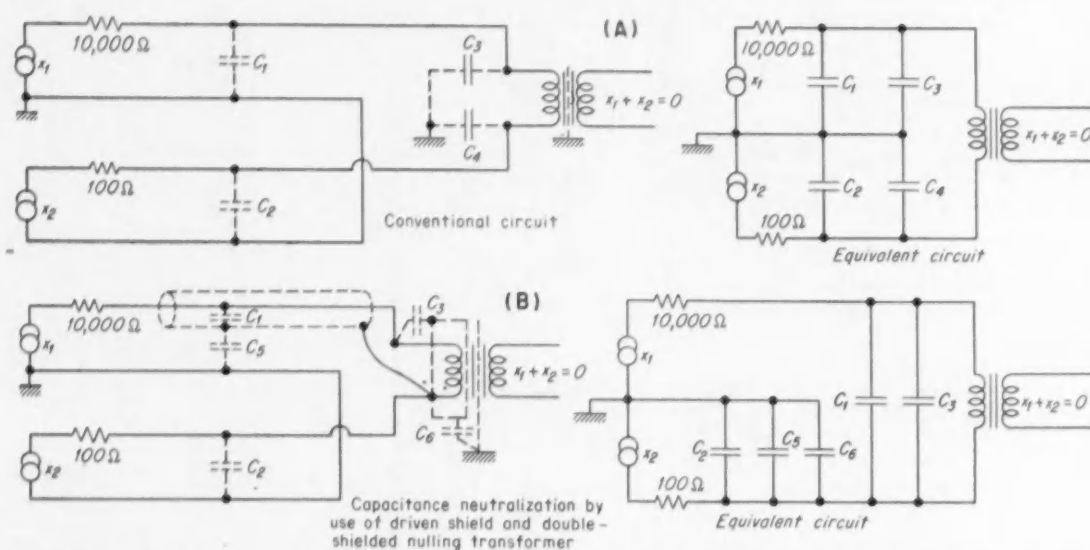 (A)
10,000 Ω
x₁
C₁
C₃
C₄
x₁ + x₂ = 0
100 Ω
x₂
C₂
Conventional circuit
10,000 Ω
x₁
C₁
C₃
x₁ + x₂ = 0
x₂
C₂
C₄
100 Ω
Equivalent circuit
(B)
10,000 Ω
x₁
C₁
C₅
C₃
x₁ + x₂ = 0
C₆
100 Ω
x₂
C₂
Capacitance neutralization by
use of driven shield and double-
shielded nulling transformer
10,000 Ω
x₁
C₁
C₃
x₁ + x₂ = 0
x₂
C₂
C₅
C₆
100 Ω
Equivalent circuit